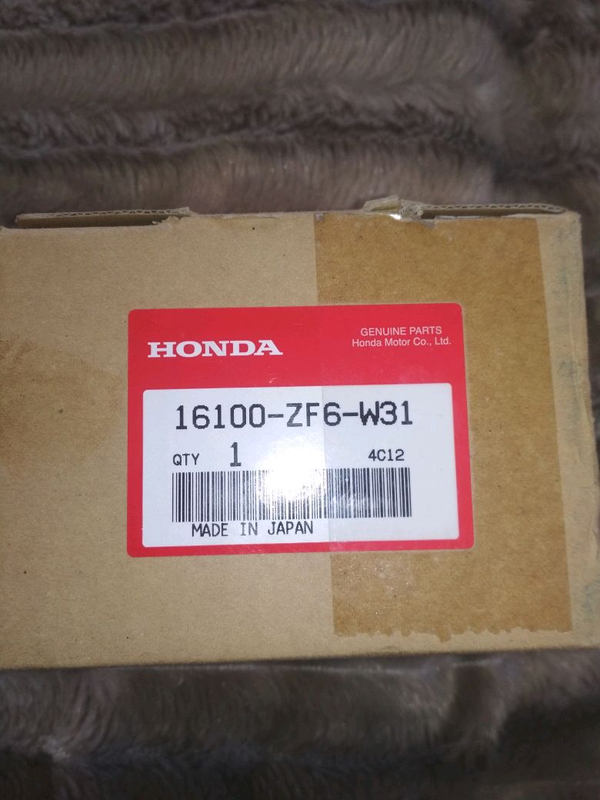 HONDA
GENUINE PARTS
Honda Motor Co., Ltd.
16100-ZF6-W31
QTY 1 4C12
MADE IN JAPAN